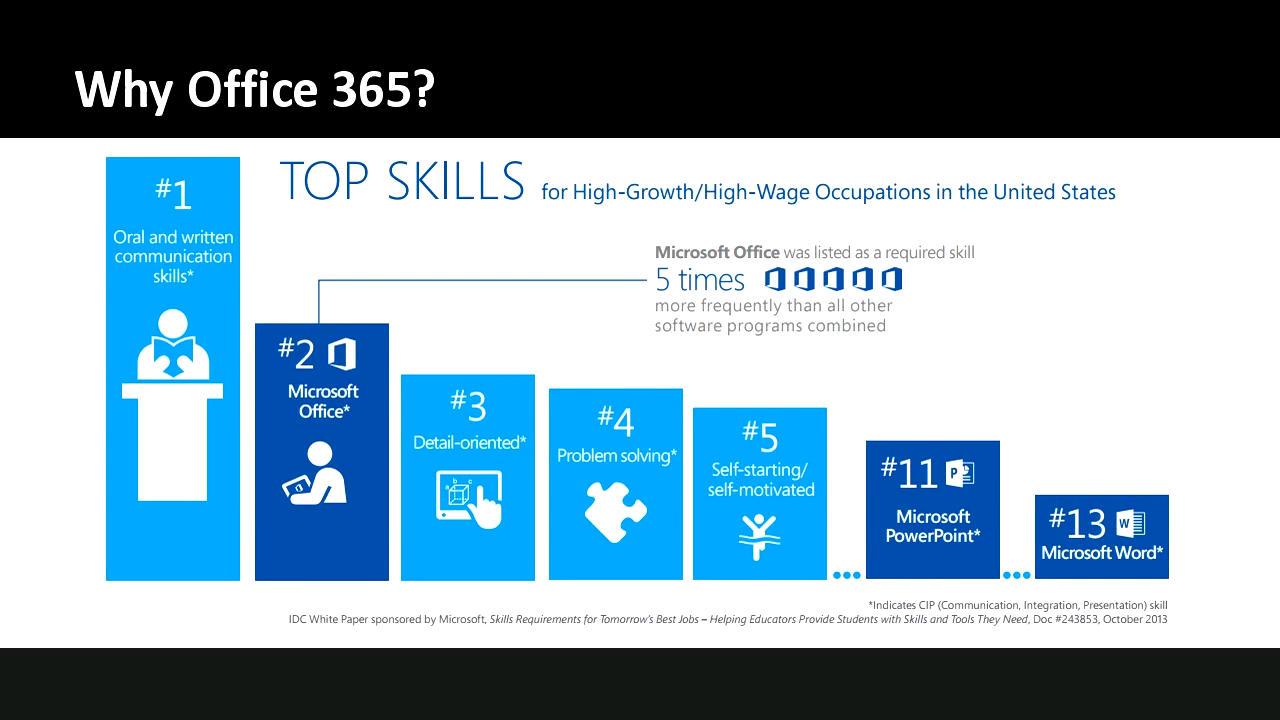 Why Office 365?
TOP SKILLS for High-Growth/High-Wage Occupations in the United States
#1
Oral and written
communication
skills*
Microsoft Office was listed as a required skill
5 times
more frequently than all other
software programs combined
#2
Microsoft
Office*
#3
Detail-oriented*
a b c
#4
Problem solving*
#5
Self-starting/
self-motivated
#11 P
Microsoft
PowerPoint*
#13 W
Microsoft Word*
*Indicates CIP (Communication, Integration, Presentation) skill
IDC White Paper sponsored by Microsoft, Skills Requirements for Tomorrow's Best Jobs – Helping Educators Provide Students with Skills and Tools They Need, Doc #243853, October 2013